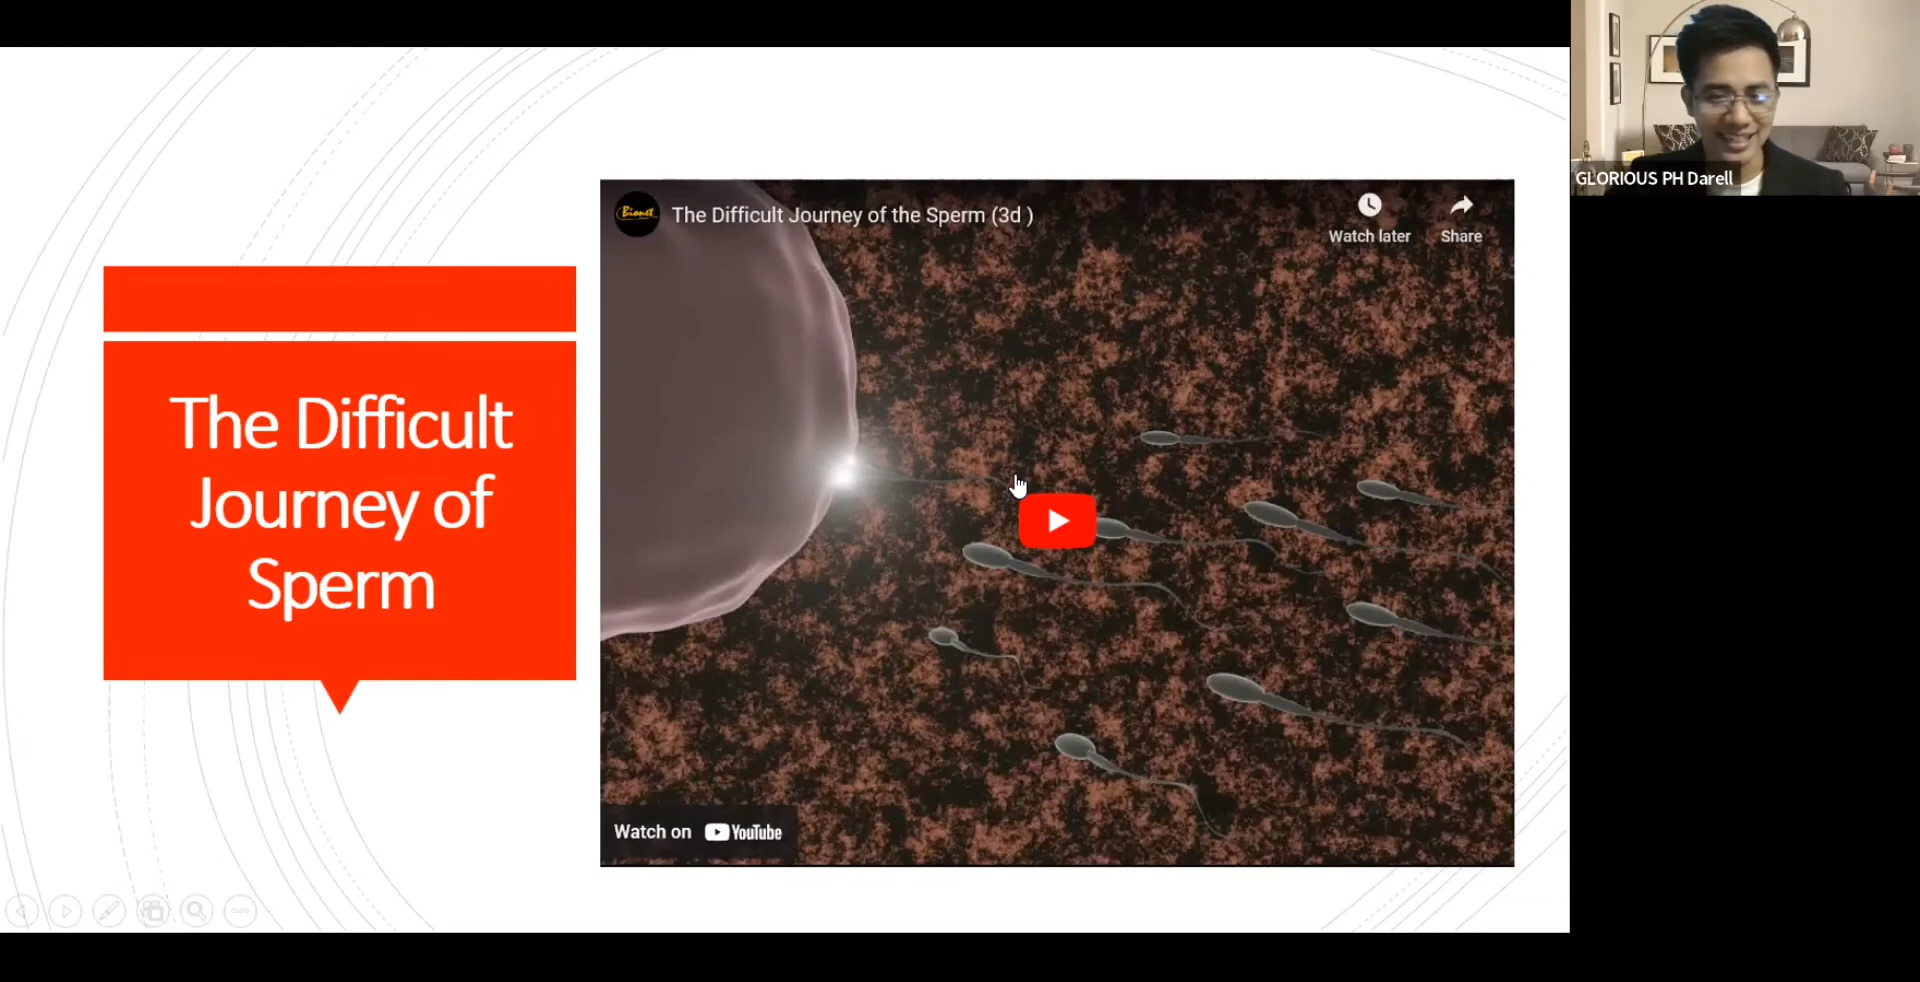 The Difficult
Journey of
Sperm
Bionet
The Difficult Journey of the Sperm (3d )
Watch later
Share
Watch on YouTube
GLORIOUS PH Darell